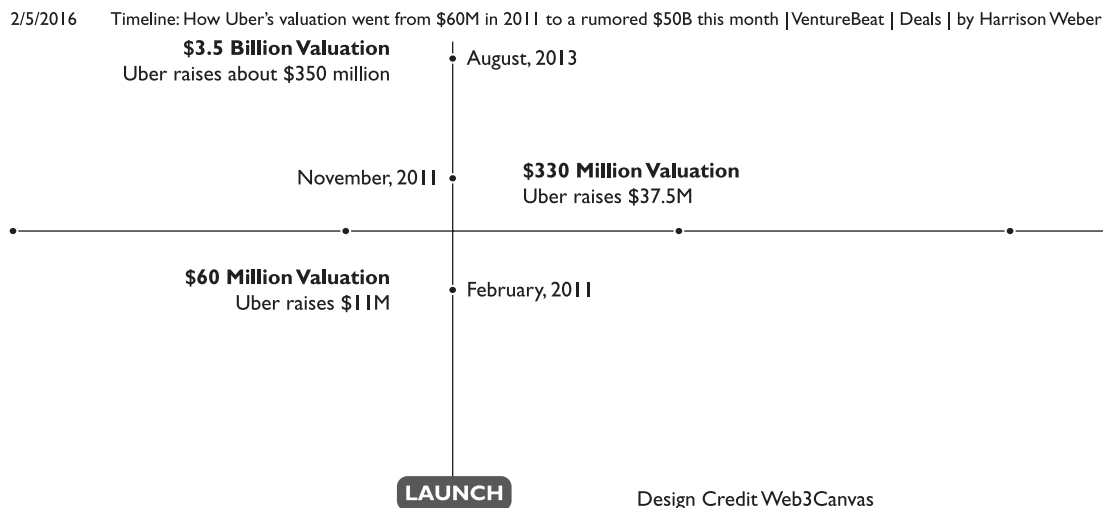 2/5/2016 Timeline: How Uber's valuation went from $60M in 2011 to a rumored $50B this month | VentureBeat | Deals | by Harrison Weber
$3.5 Billion Valuation
Uber raises about $350 million
August, 2013
November, 2011
$330 Million Valuation
Uber raises $37.5M
$60 Million Valuation
Uber raises $11M
February, 2011
LAUNCH
Design Credit Web3Canvas